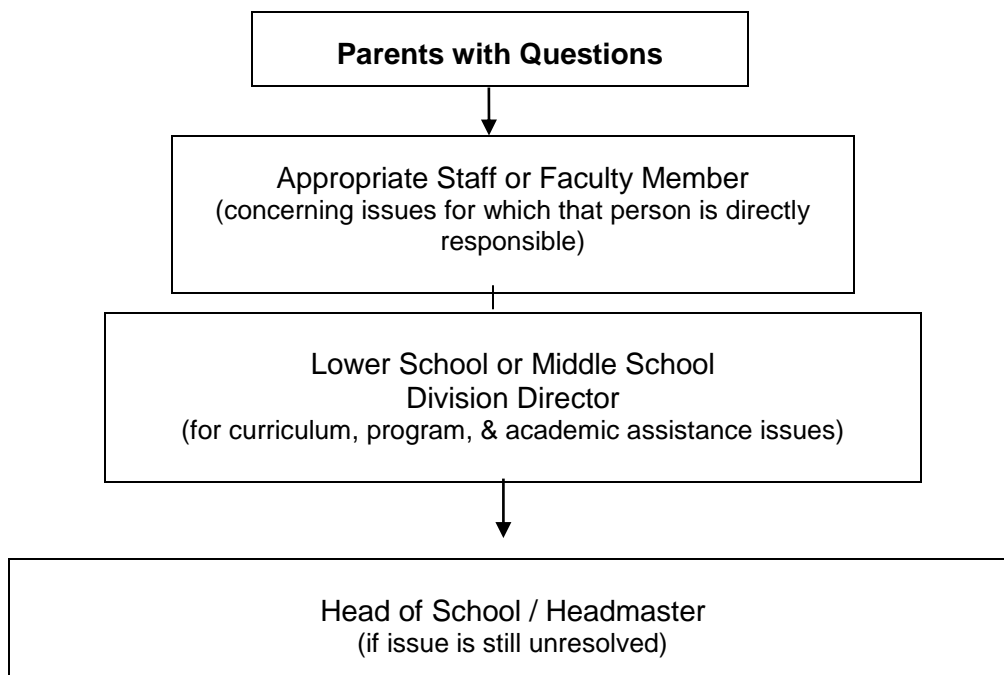 Parents with Questions
Appropriate Staff or Faculty Member
(concerning issues for which that person is directly
responsible)
Lower School or Middle School
Division Director
(for curriculum, program, & academic assistance issues)
Head of School / Headmaster
(if issue is still unresolved)